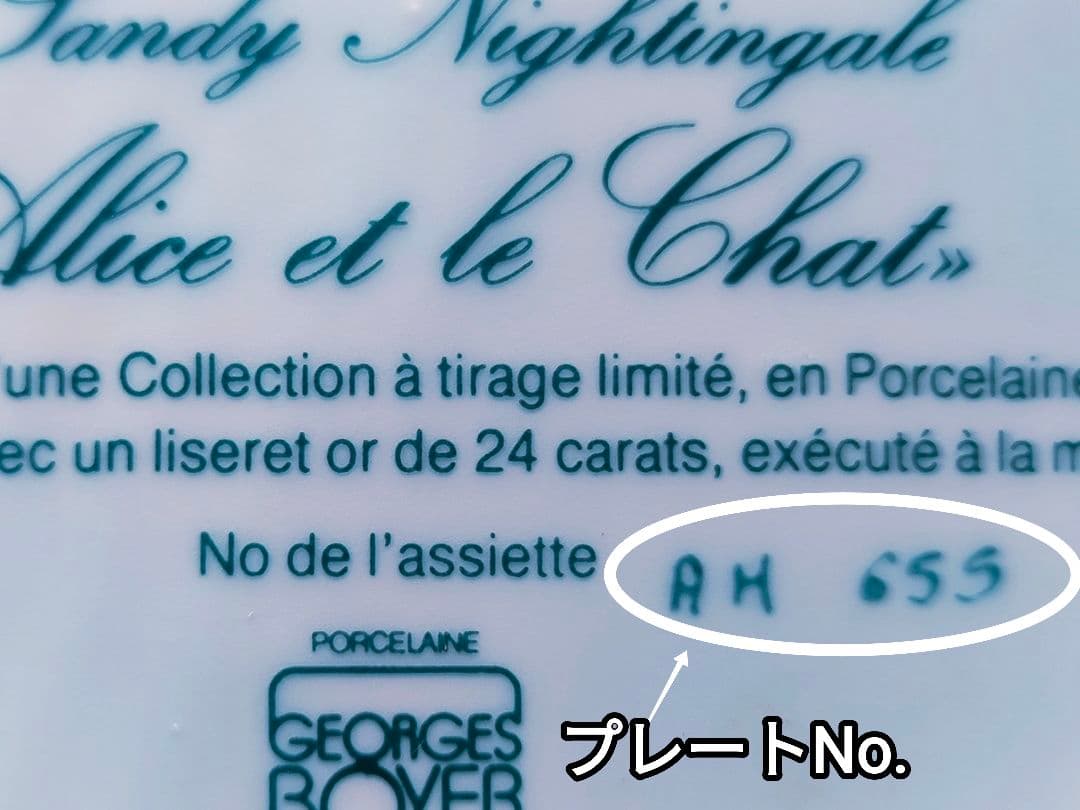 Sandy Nightingale
Alice et le Chat»
'une Collection à tirage limité, en Porcelaine
ec un liseret or de 24 carats, exécuté à la m
No de l'assiette AH 655
PORCELAINE
GEORGES
BOYER
プレートNo.